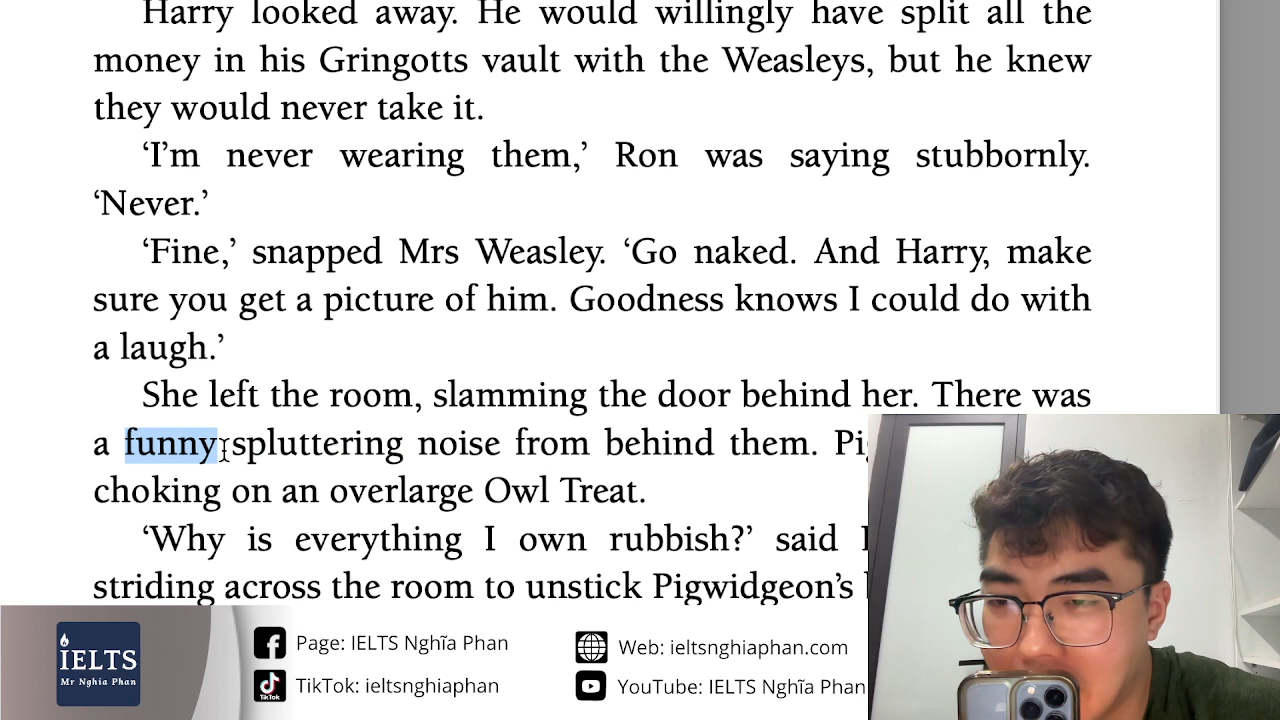 Harry looked away. He would willingly have split all the
money in his Gringotts vault with the Weasleys, but he knew
they would never take it.
‘I’m never wearing them,’ Ron was saying stubbornly.
‘Never.’
‘Fine,’ snapped Mrs Weasley. ‘Go naked. And Harry, make
sure you get a picture of him. Goodness knows I could do with
a laugh.’
She left the room, slamming the door behind her. There was
a funny spluttering noise from behind them.
choking on an overlarge Owl Treat.
‘Why is everything I own rubbish?’ said
striding across the room to unstick Pigwidgeon’s
IELTS
Mr Nghia Phan
Page: IELTS Nghĩa Phan
TikTok
TikTok: ieltsnghiaphan
Web: ieltsnghiaphan.com
YouTube: IELTS Nghĩa Phan